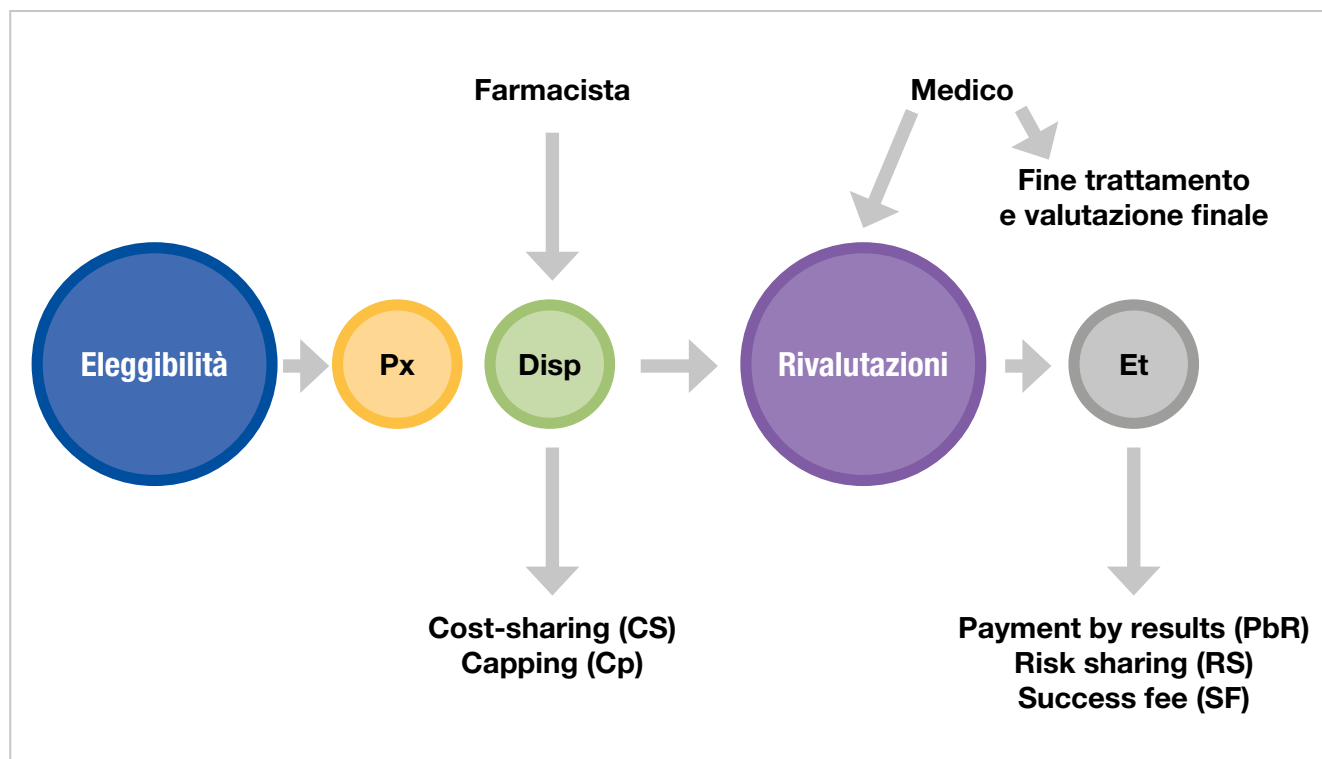 Farmacista
Medico
Fine trattamento
e valutazione finale
Eleggibilità
Px
Disp
Rivalutazioni
Et
Cost-sharing (CS)
Capping (Cp)
Payment by results (PbR)
Risk sharing (RS)
Success fee (SF)